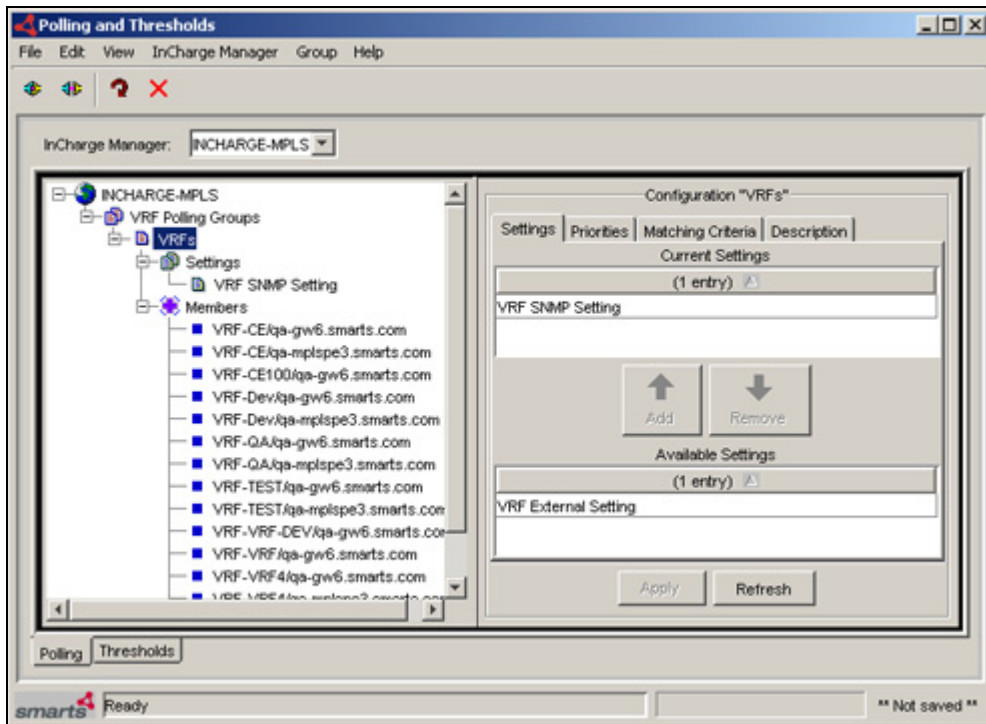 Polling and Thresholds
File Edit View InCharge Manager Group Help
InCharge Manager: INCHARGE-MPLS
INCHARGE-MPLS
VRF Polling Groups
VRFs
Settings
VRF SNMP Setting
Members
VRF-CE/qa-gw6.smarts.com
VRF-CE/qa-mplspe3.smarts.com
VRF-CE100/qa-gw6.smarts.com
VRF-Dev/qa-gw6.smarts.com
VRF-Dev/qa-mplspe3.smarts.com
VRF-QA/qa-gw6.smarts.com
VRF-QA/qa-mplspe3.smarts.com
VRF-TEST/qa-gw6.smarts.com
VRF-TEST/qa-mplspe3.smarts.com
VRF-VRF-DEV/qa-gw6.smarts.co
VRF-VRF/qa-gw6.smarts.com
VRF-VRF4/qa-gw6.smarts.com
VRF-VRF4/qa-mplspe3.smarts.com
Configuration "VRFs"
Settings Priorities Matching Criteria Description
Current Settings
(1 entry)
VRF SNMP Setting
Add Remove
Available Settings
(1 entry)
VRF External Setting
Apply Refresh
Polling Thresholds
smarts Ready ** Not saved **